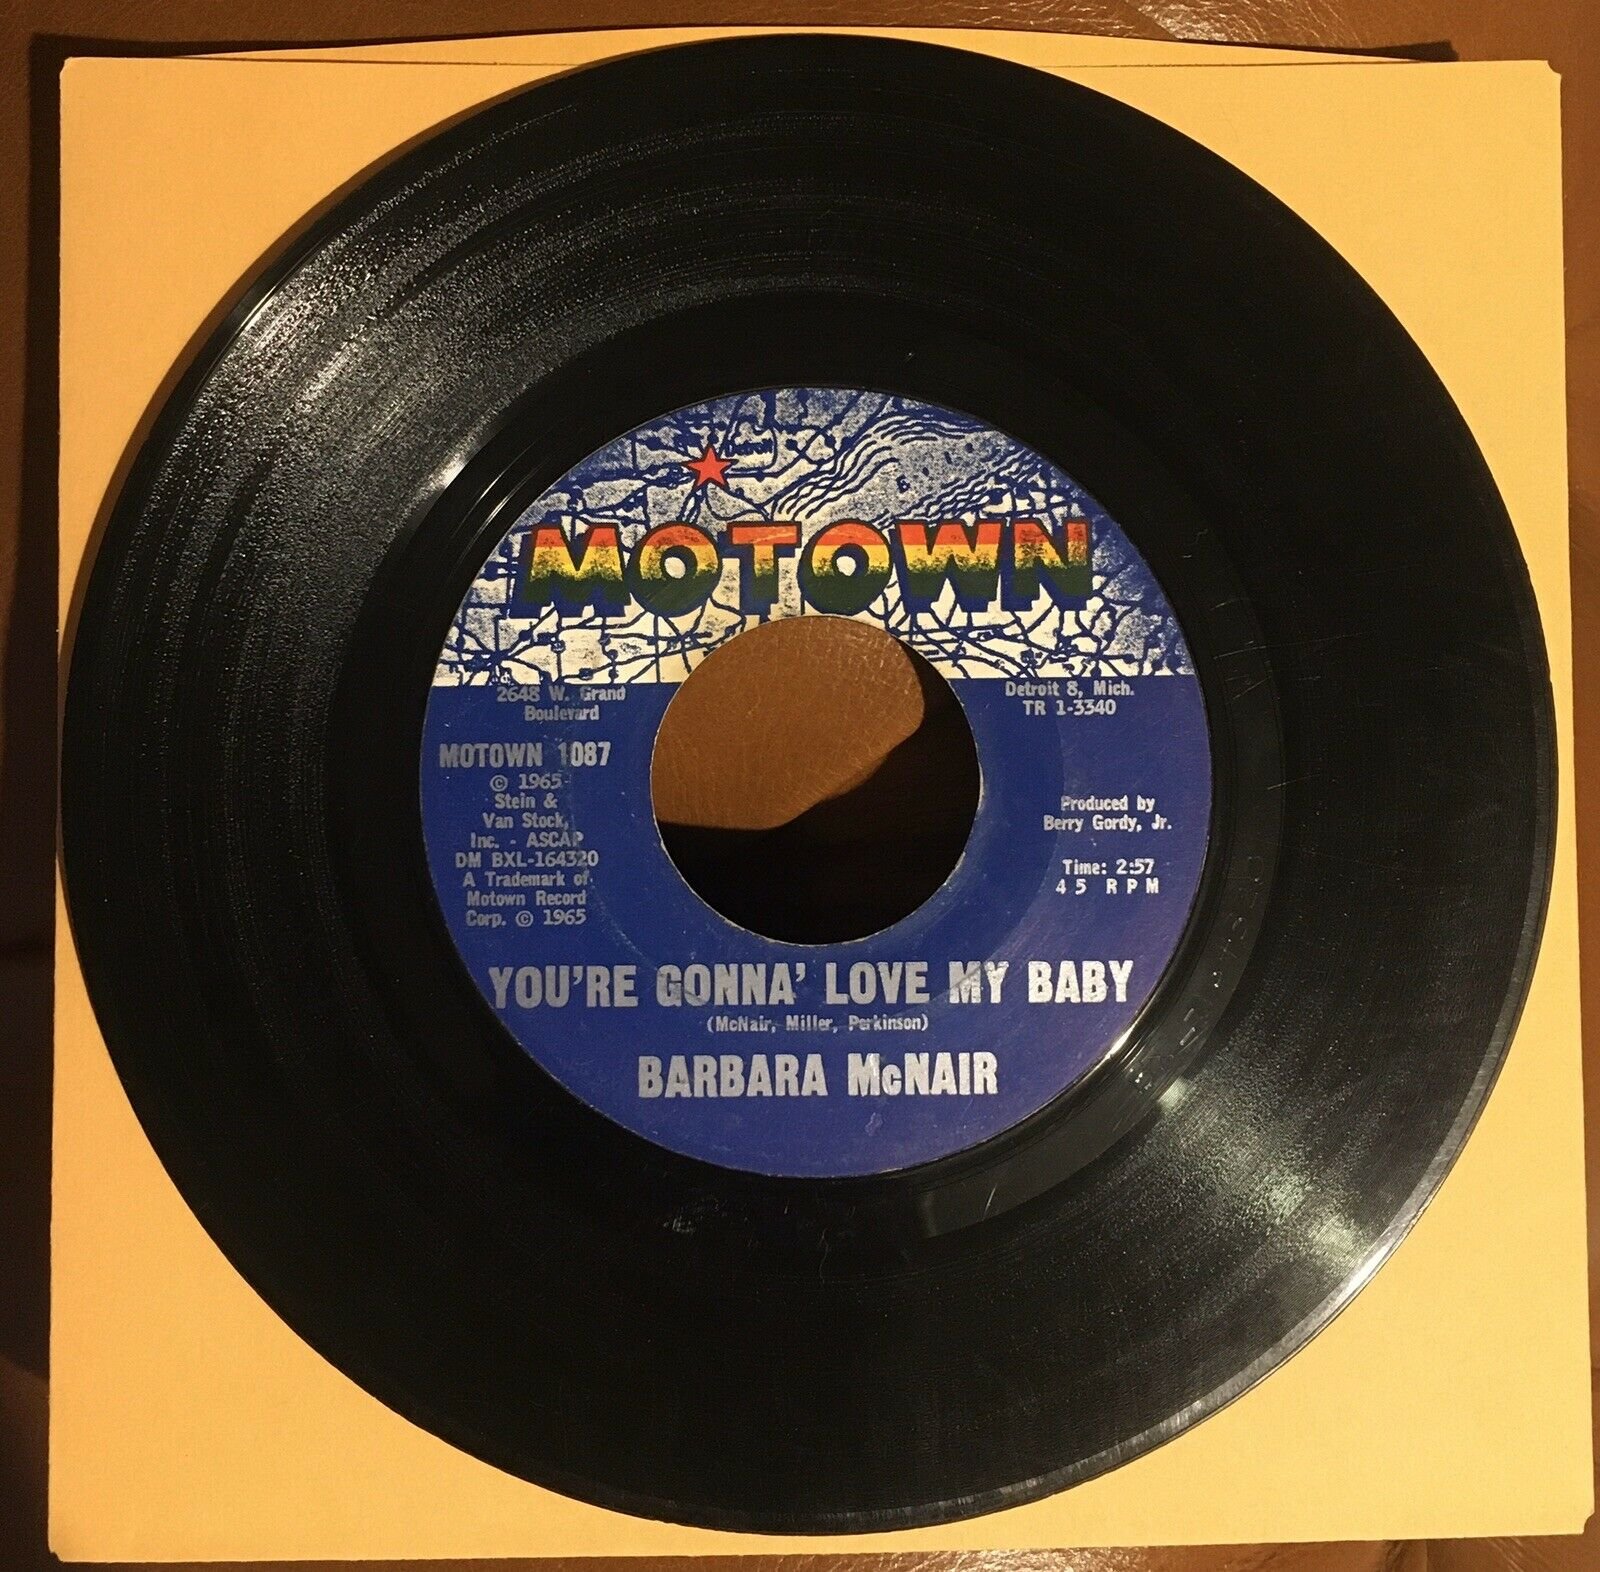 Detroit
MOTOWN
2648 W. Grand
Boulevard
Detroit 8, Mich.
TR 1-3340
MOTOWN 1087
© 1965
Stein &
Van Stock,
Inc. - ASCAP
DM BXL-164320
A Trademark of
Motown Record
Corp. © 1965
Produced by
Berry Gordy, Jr.
Time: 2:57
45 RPM
YOU'RE GONNA' LOVE MY BABY
(McNair, Miller, Perkinson)
BARBARA McNAIR